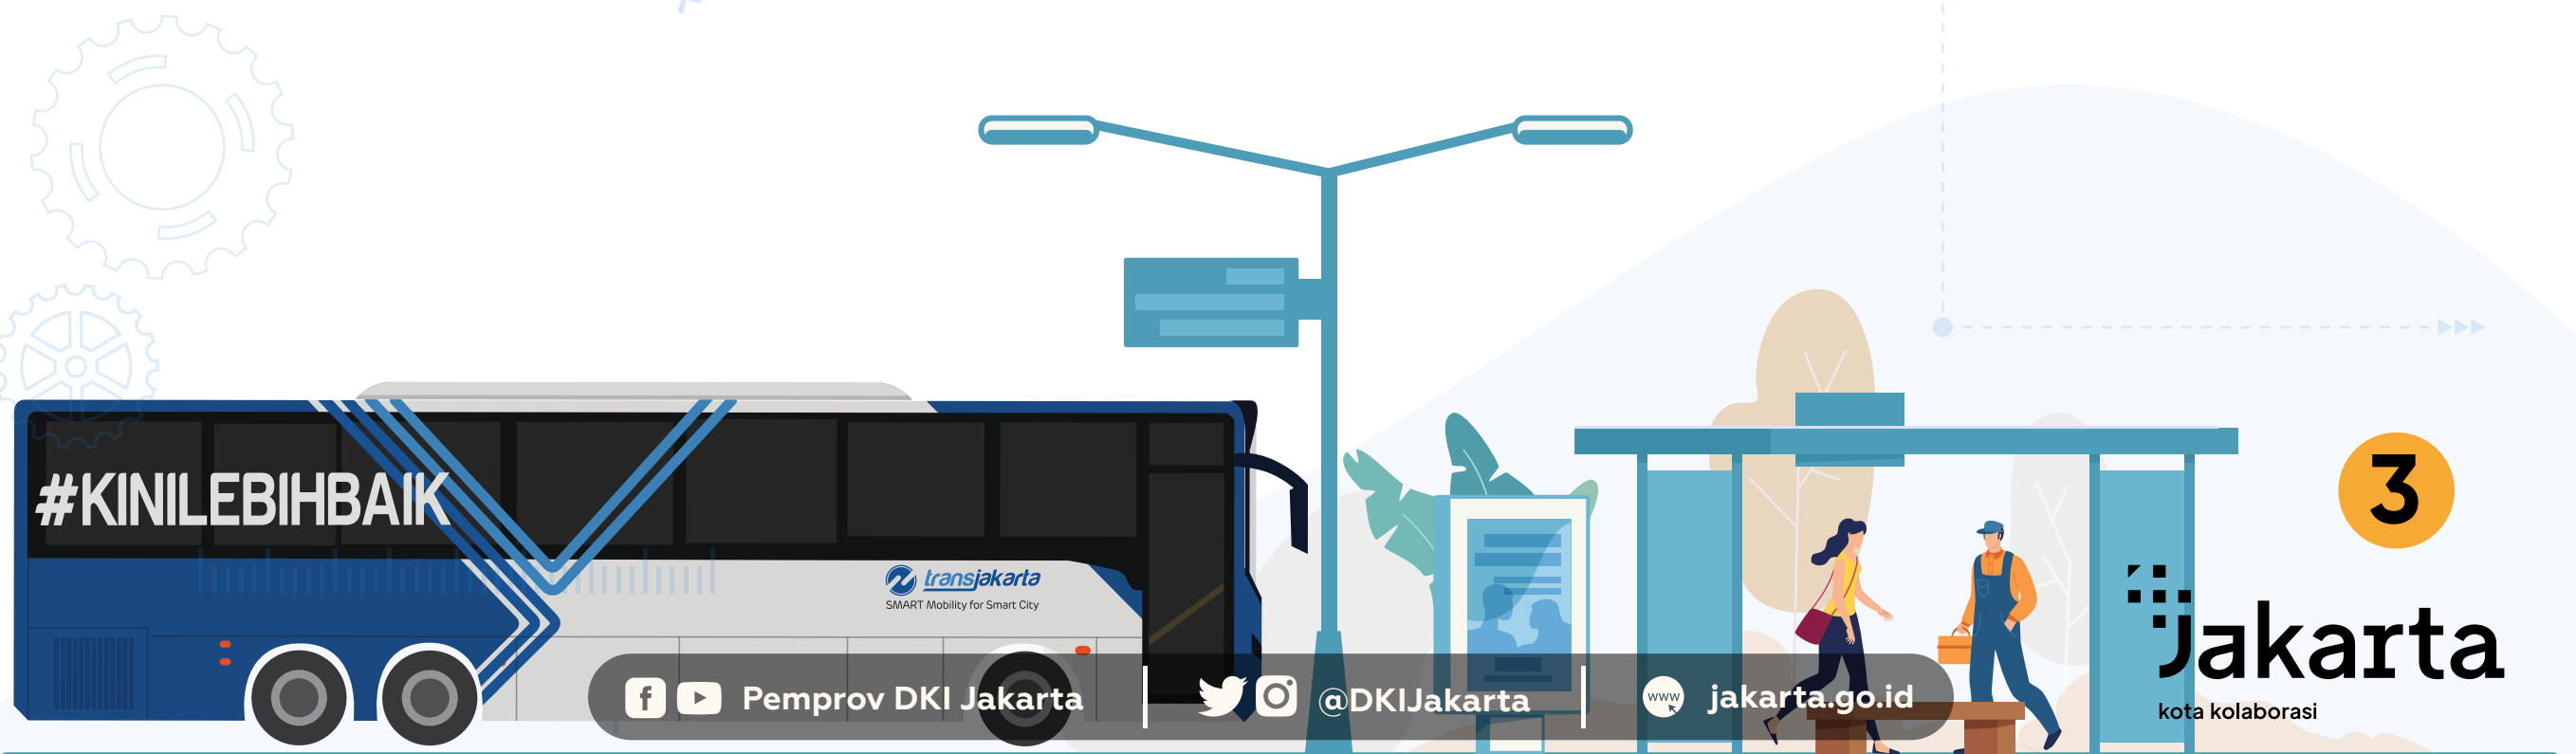 #KINILEBIHBAIK
transjakarta
SMART Mobility for Smart City
3
jakarta
kota kolaborasi
Pemprov DKI Jakarta
@DKIJakarta
www
jakarta.go.id